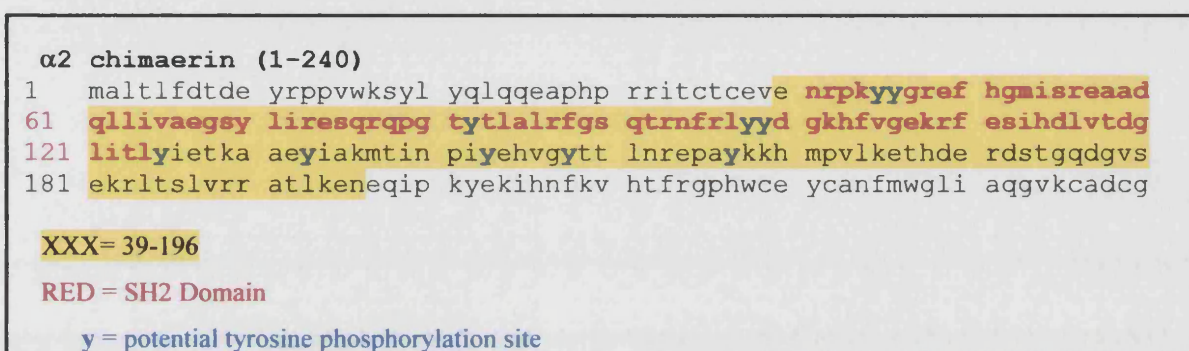 α2 chimaerin (1-240)
1 maltlfdtde yrppvwksyl yqlqqeaphp rritctceve nrpkyygref hgmisreaad
61 qllivaegsy liresqrqpg tytlalrfgs qtrnfrlyyd gkhfvgekrf esihdlvtdg
121 litlyietka aeyiakmtin piyehvgytt lnrepaykkh mpvlkethde rdstgqdgvs
181 ekrltslvrr atlkeneqip kyekihnfkv htfrgphwce ycanfmwgli aqgvkcadcg
XXX= 39-196
RED = SH2 Domain
y = potential tyrosine phosphorylation site